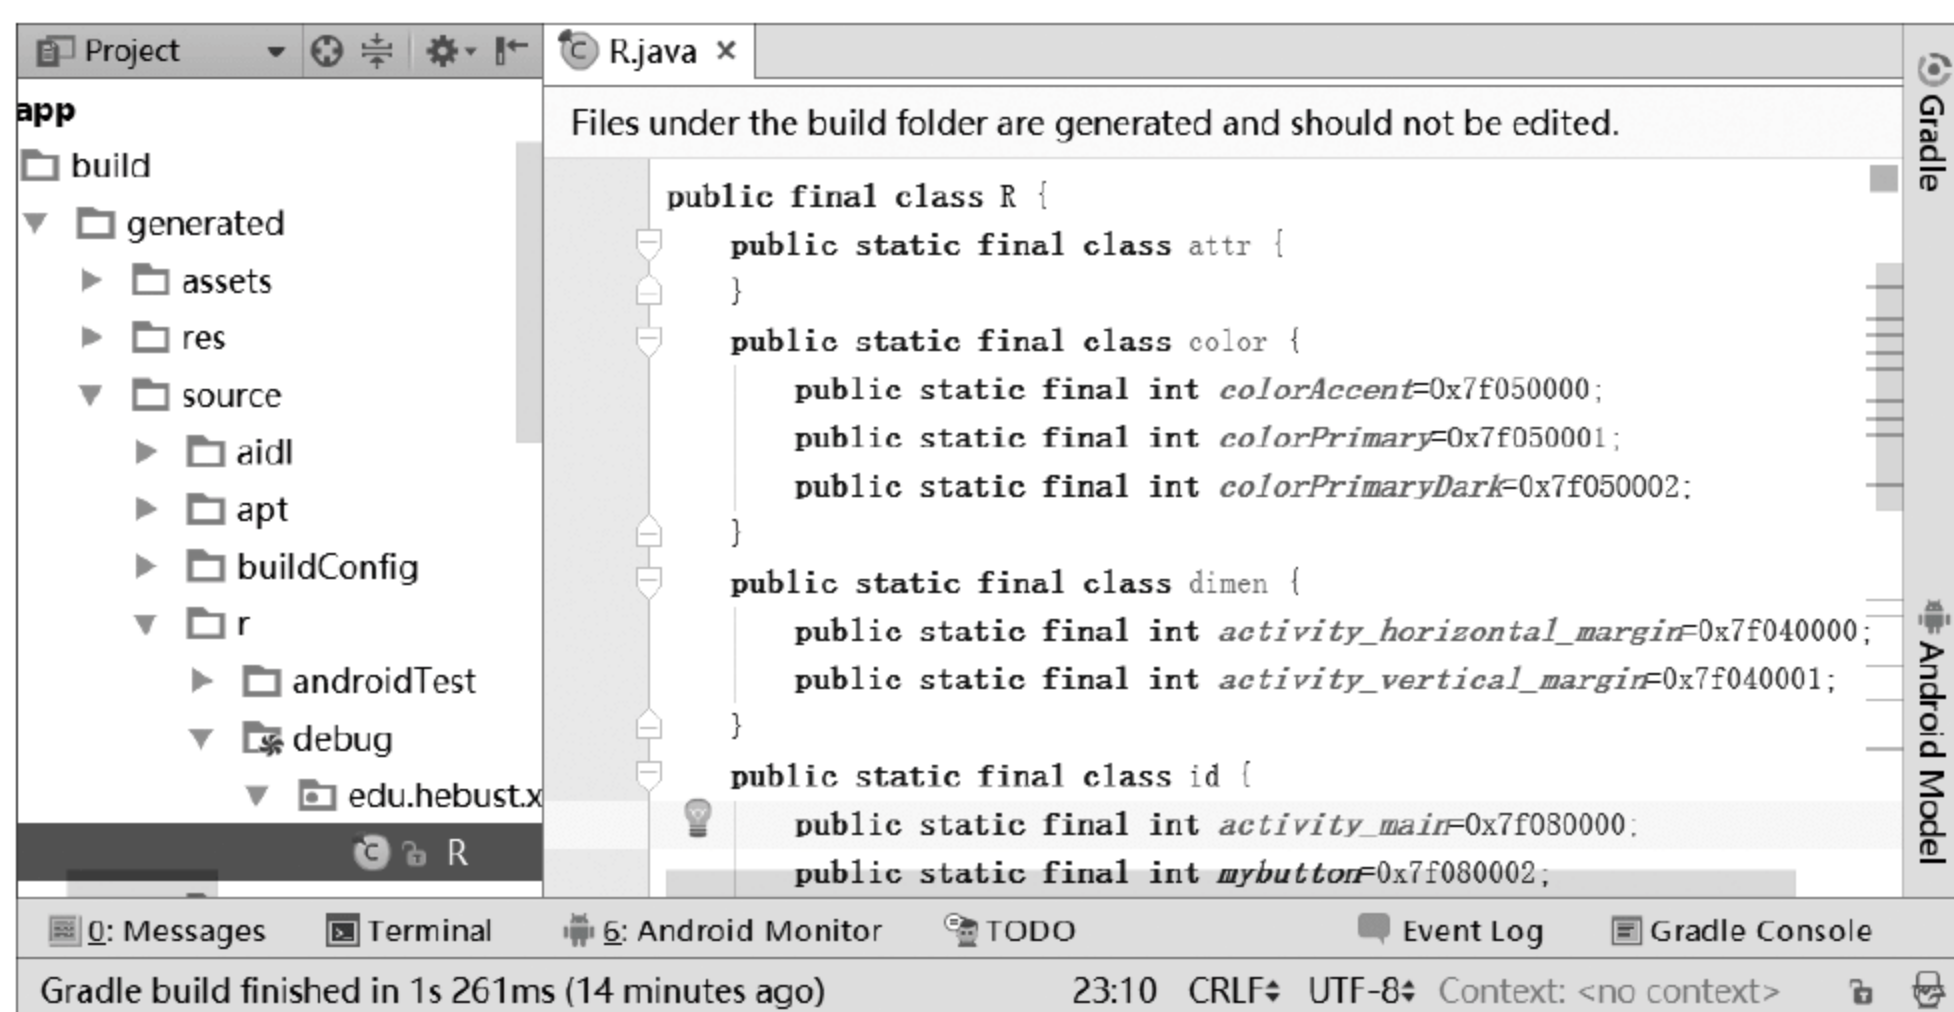 Project
R.java ×
app
build
generated
assets
res
source
aidl
apt
buildConfig
r
androidTest
debug
edu.hebust.x
R
Files under the build folder are generated and should not be edited.
public final class R {
public static final class attr {
}
public static final class color {
public static final int colorAccent=0x7f050000;
public static final int colorPrimary=0x7f050001;
public static final int colorPrimaryDark=0x7f050002;
}
public static final class dimen {
public static final int activity_horizontal_margin=0x7f040000;
public static final int activity_vertical_margin=0x7f040001;
}
public static final class id {
public static final int activity_main=0x7f080000;
public static final int mybutton=0x7f080002;
Gradle
Android Model
0: Messages
Terminal
6: Android Monitor
TODO
Event Log
Gradle Console
Gradle build finished in 1s 261ms (14 minutes ago)
23:10 CRLF UTF-8 Context: <no context>